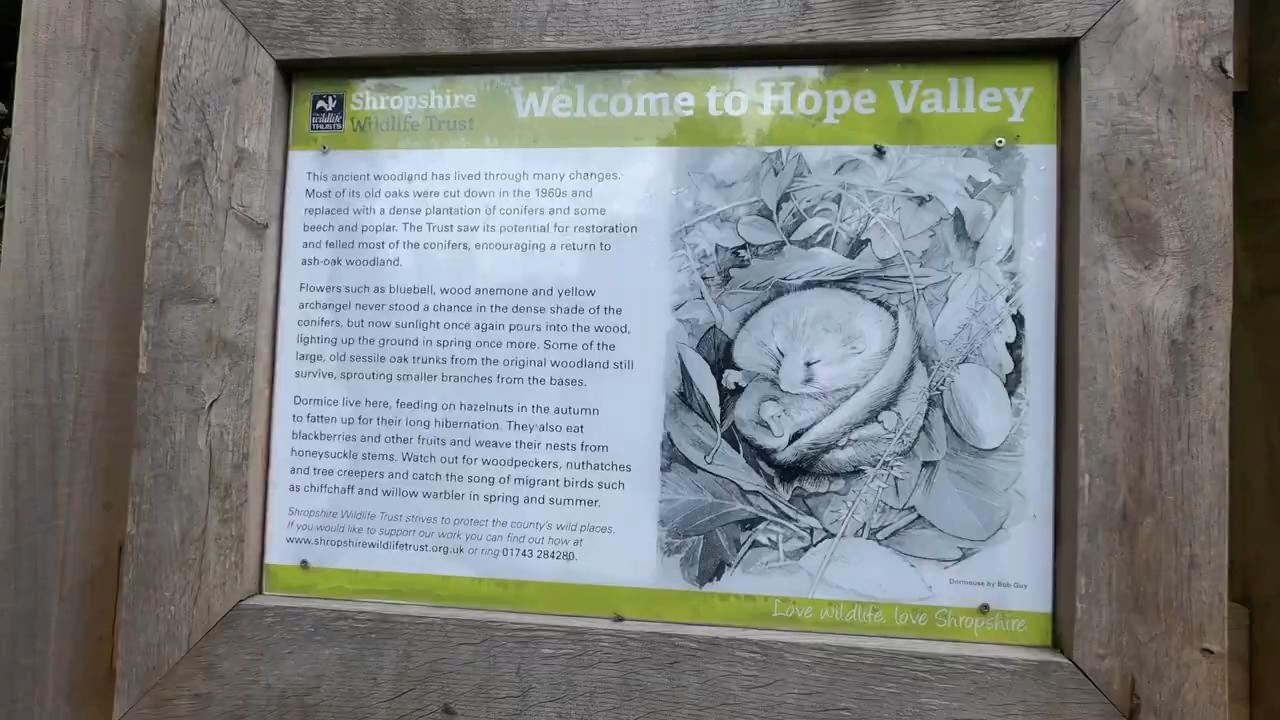 Shropshire
Wildlife Trust
wildlife
TRUSTS
Welcome to Hope Valley
This ancient woodland has lived through many changes.
Most of its old oaks were cut down in the 1960s and
replaced with a dense plantation of conifers and some
beech and poplar. The Trust saw its potential for restoration
and felled most of the conifers, encouraging a return to
ash-oak woodland.
Flowers such as bluebell, wood anemone and yellow
archangel never stood a chance in the dense shade of the
conifers, but now sunlight once again pours into the wood,
lighting up the ground in spring once more. Some of the
large, old sessile oak trunks from the original woodland still
survive, sprouting smaller branches from the bases.
Dormice live here, feeding on hazelnuts in the autumn
to fatten up for their long hibernation. They also eat
blackberries and other fruits and weave their nests from
honeysuckle stems. Watch out for woodpeckers, nuthatches
and tree creepers and catch the song of migrant birds such
as chiffchaff and willow warbler in spring and summer.
Shropshire Wildlife Trust strives to protect the county's wild places.
If you would like to support our work you can find out how at
www.shropshirewildlifetrust.org.uk or ring 01743 284280.
Dormouse by Bob Guy
Love wildlife, love Shropshire